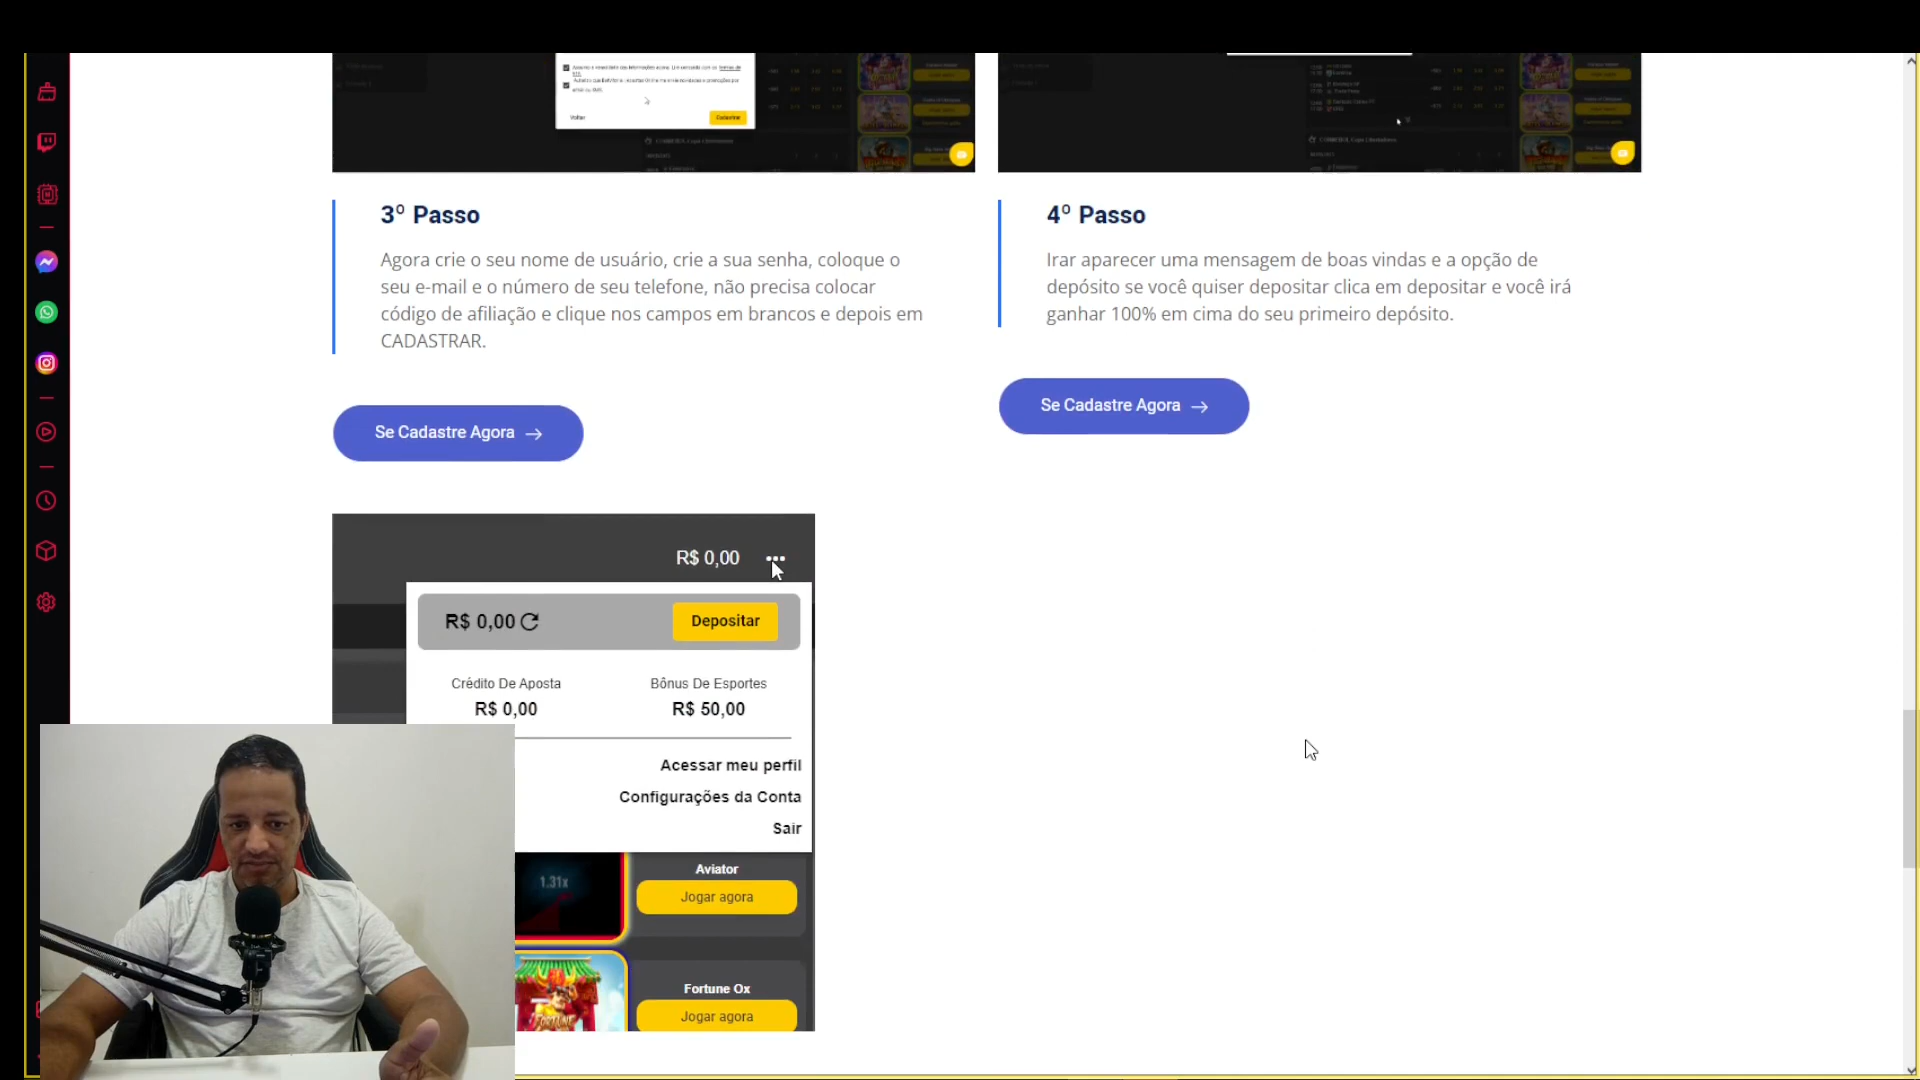 Voltar
Cadastrar
3º Passo
Agora crie o seu nome de usuário, crie a sua senha, coloque o
seu e-mail e o número de seu telefone, não precisa colocar
código de afiliação e clique nos campos em brancos e depois em
CADASTRAR.
Se Cadastre Agora
4º Passo
Irar aparecer uma mensagem de boas vindas e a opção de
depósito se você quiser depositar clica em depositar e você irá
ganhar 100% em cima do seu primeiro depósito.
Se Cadastre Agora
R$ 0,00
R$ 0,00
Depositar
Crédito De Aposta
Bônus De Esportes
R$ 0,00
R$ 50,00
Acessar meu perfil
Configurações da Conta
Sair
1.31x
Aviator
Jogar agora
Fortune Ox
Jogar agora